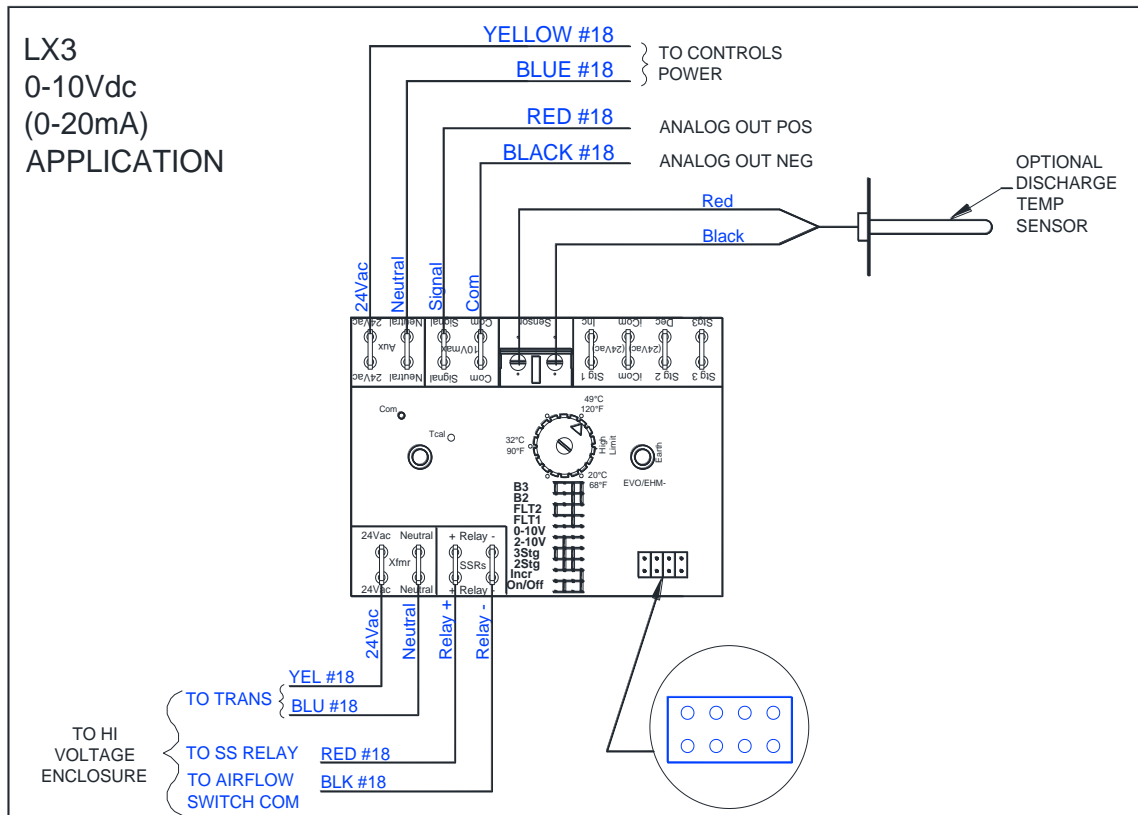 LX3
0-10Vdc
(0-20mA)
APPLICATION
YELLOW #18
BLUE #18
TO CONTROLS
POWER
RED #18
ANALOG OUT POS
BLACK #18
ANALOG OUT NEG
Red
Black
OPTIONAL
DISCHARGE
TEMP
SENSOR
24Vac
Neutral
Signal
Com
24Vac
Neutral
Signal
Com
Sensor
Inc
iCom
Dec
Stg3
Aux
10Vmax
(24Vac)
(24Vac)
24Vac
Neutral
Signal
Com
Stg 1
iCom
Stg 2
Stg 3
Com
Tcal
49°C
120°F
32°C
90°F
High
Limit
20°C
68°F
Earth
EVO/EHM-
B3
B2
FLT2
FLT1
0-10V
2-10V
3Stg
2Stg
Incr
On/Off
24Vac Neutral
+ Relay -
Xfmr
SSRs
24Vac Neutral
+ Relay -
24Vac
Neutral
Relay +
Relay -
YEL #18
TO TRANS
BLU #18
TO HI
VOLTAGE
ENCLOSURE
TO SS RELAY
RED #18
TO AIRFLOW
SWITCH COM
BLK #18